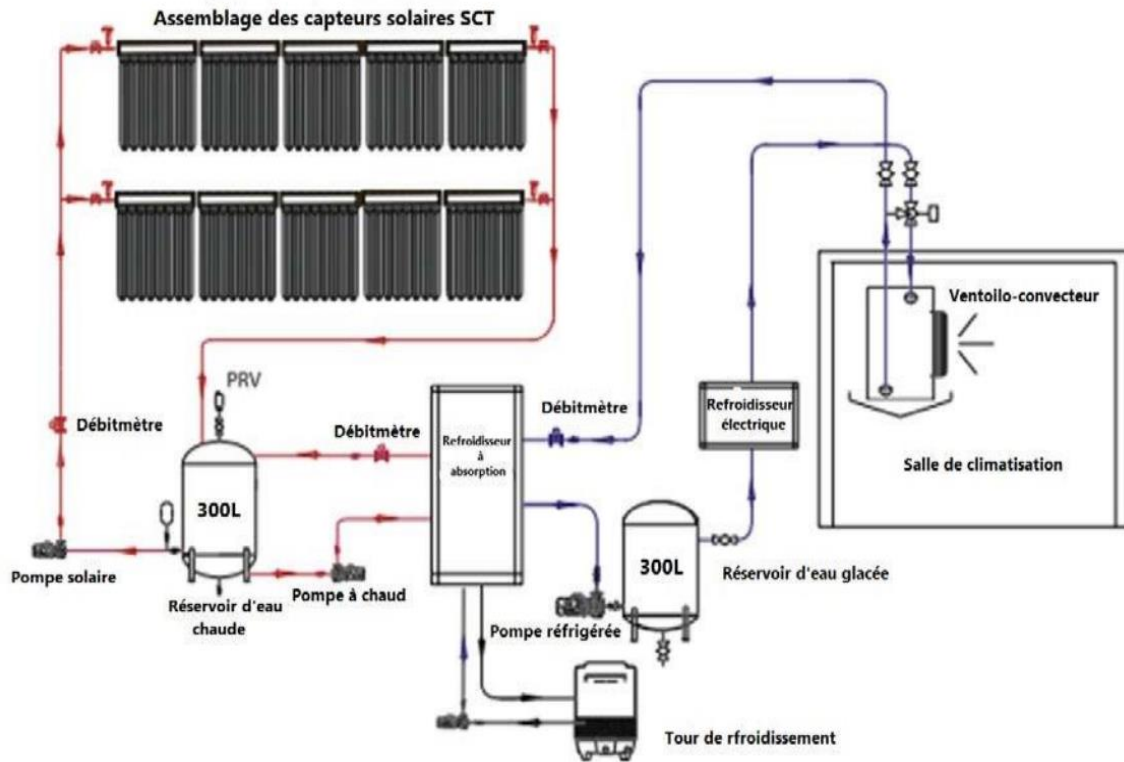 Assemblage des capteurs solaires SCT
PRV
Débitmètre
Débitmètre
Débitmètre
Refroidisseur
à
absorption
Refroidisseur
électrique
Ventoilo-convecteur
Salle de climatisation
300L
300L
Pompe solaire
Réservoir d'eau
chaude
Pompe à chaud
Pompe réfrigérée
Réservoir d'eau glacée
Tour de rfroidissement